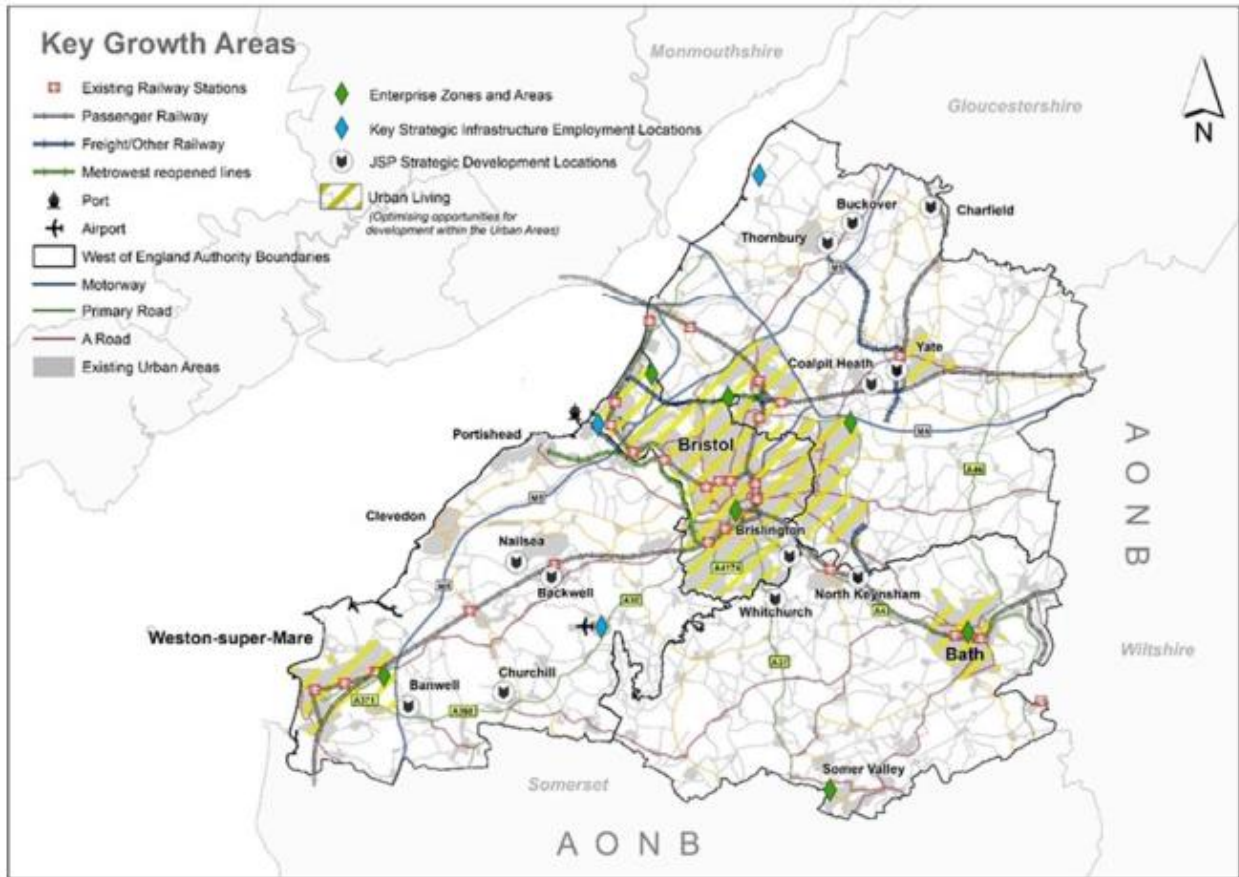 Key Growth Areas
Existing Railway Stations
Passenger Railway
Freight/Other Railway
Metrowest reopened lines
Port
Airport
West of England Authority Boundaries
Motorway
Primary Road
A Road
Existing Urban Areas
Enterprise Zones and Areas
Key Strategic Infrastructure Employment Locations
JSP Strategic Development Locations
Urban Living
(Optimising opportunities for
development within the Urban Areas)
Monmouthshire
Gloucestershire
N
Buckover
Charfield
Thornbury
M5
Yate
Coalpit Heath
Portishead
Bristol
M4
A46
AONB
M5
Clevedon
Nailsea
Brislington
A4174
Backwell
M5
A38
Whitchurch
North Keynsham
A4
Weston-super-Mare
Bath
Wiltshire
A37
Churchill
Banwell
A371
A368
Somer Valley
Somerset
AONB